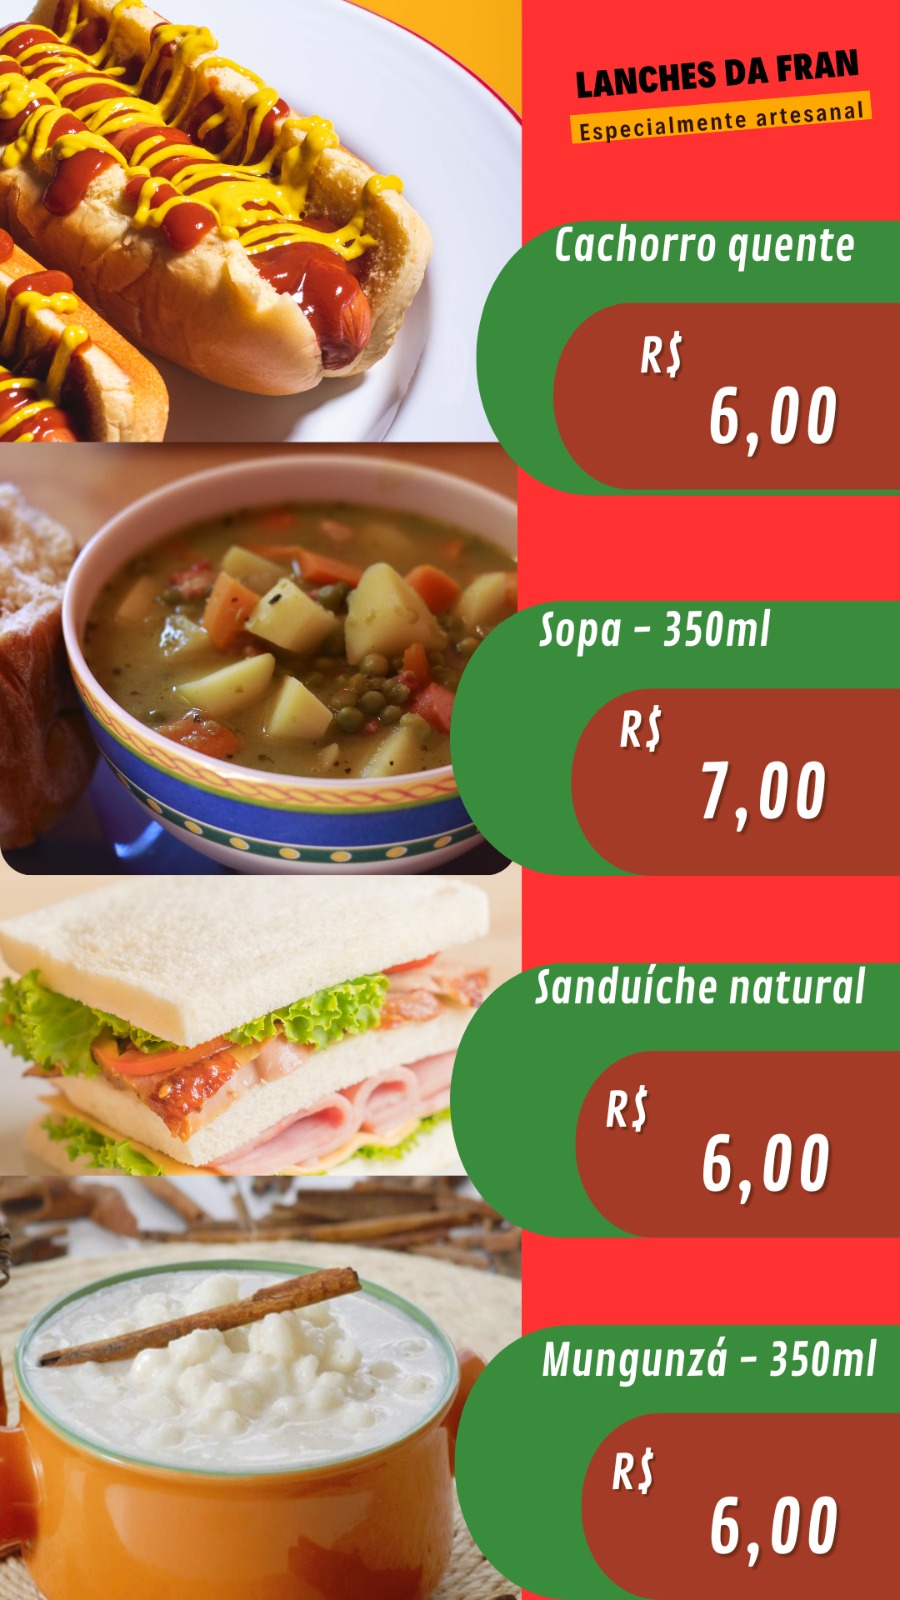 LANCHES DA FRAN
Especialmente artesanal
Cachorro quente
R$
6,00
Sopa - 350ml
R$
7,00
Sanduíche natural
R$
6,00
Mungunzá - 350ml
R$
6,00